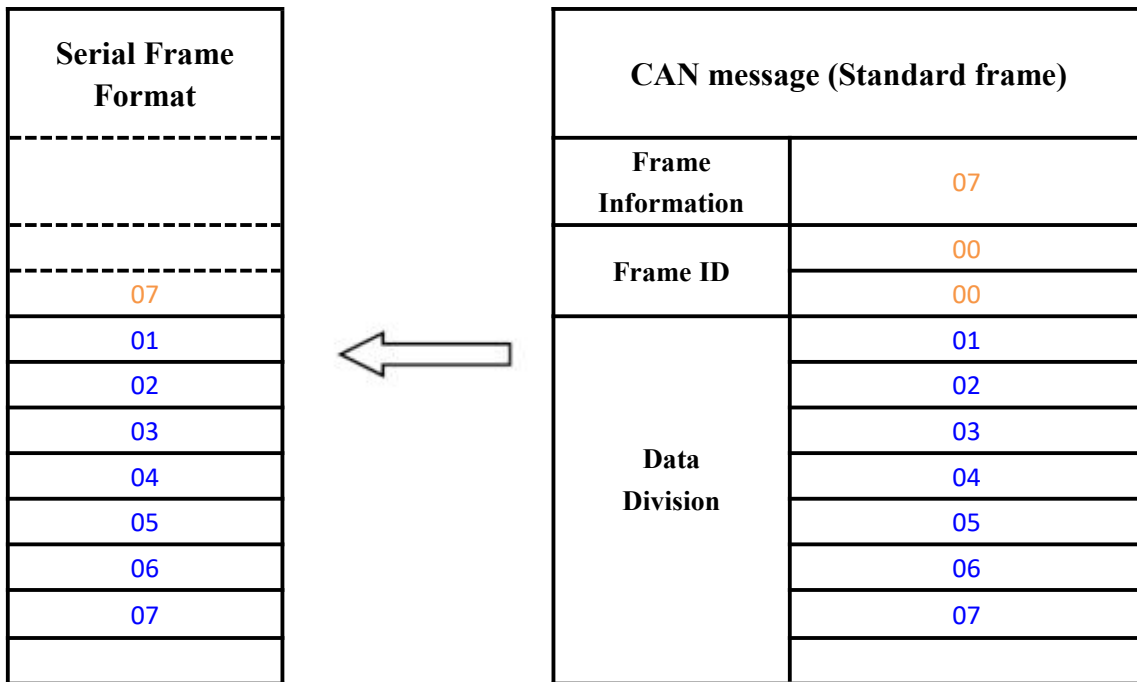 Serial Frame
Format
07
01
02
03
04
05
06
07
CAN message (Standard frame)
Frame
Information
07
Frame ID
00
00
Data
Division
01
02
03
04
05
06
07